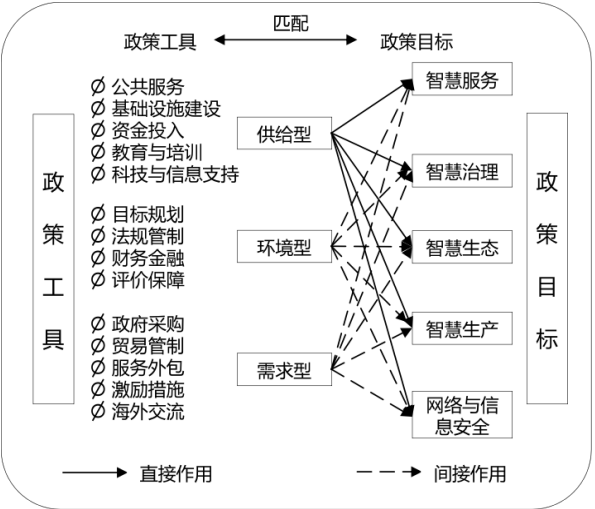 匹配
政策工具
政策目标
政策工具
公共服务
基础设施建设
资金投入
教育与培训
科技与信息支持
目标规划
法规管制
财务金融
评价保障
政府采购
贸易管制
服务外包
激励措施
海外交流
供给型
环境型
需求型
智慧服务
智慧治理
智慧生态
智慧生产
网络与信
息安全
政策目标
直接作用
间接作用